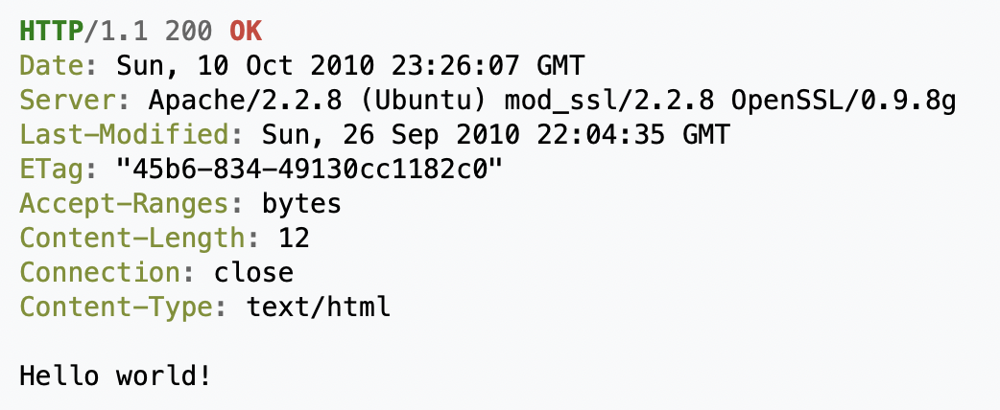 HTTP/1.1 200 OK
Date: Sun, 10 Oct 2010 23:26:07 GMT
Server: Apache/2.2.8 (Ubuntu) mod_ssl/2.2.8 OpenSSL/0.9.8g
Last-Modified: Sun, 26 Sep 2010 22:04:35 GMT
ETag: "45b6-834-49130cc1182c0"
Accept-Ranges: bytes
Content-Length: 12
Connection: close
Content-Type: text/html

Hello world!